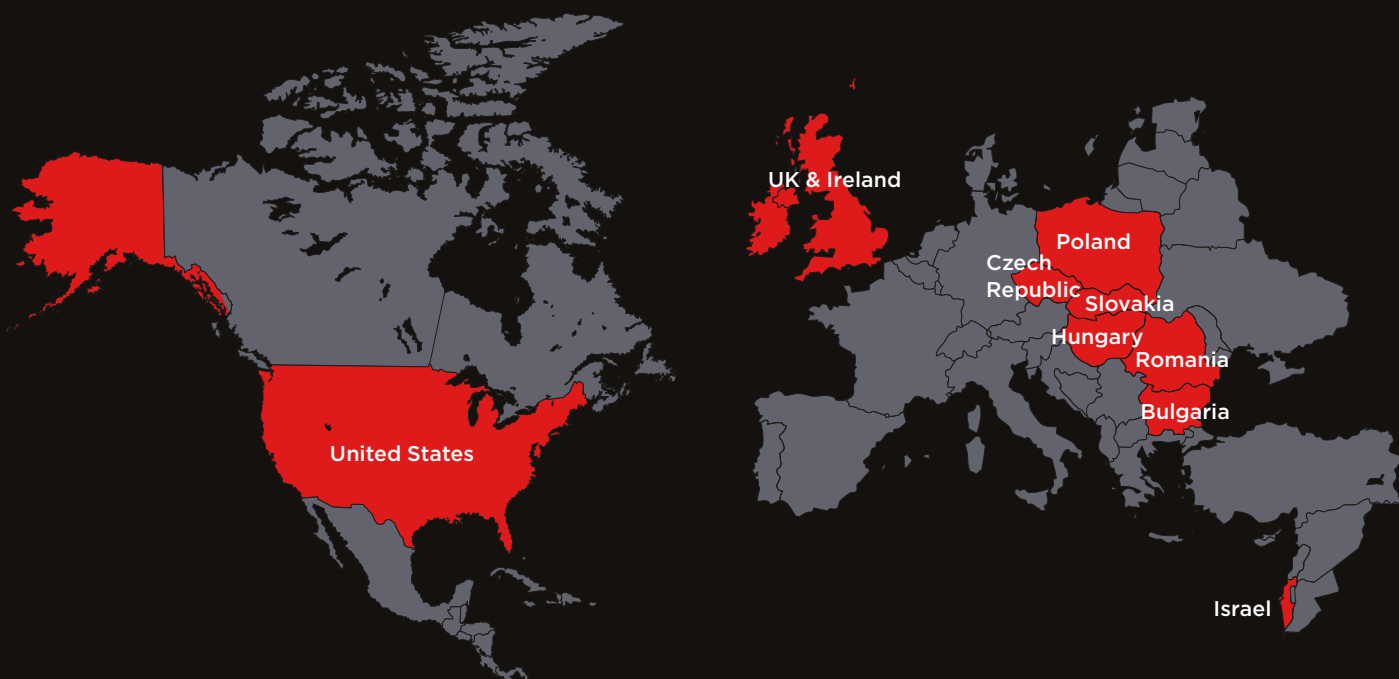 UK & Ireland
Poland
Czech
Republic
Slovakia
Hungary
Romania
Bulgaria
United States
Israel